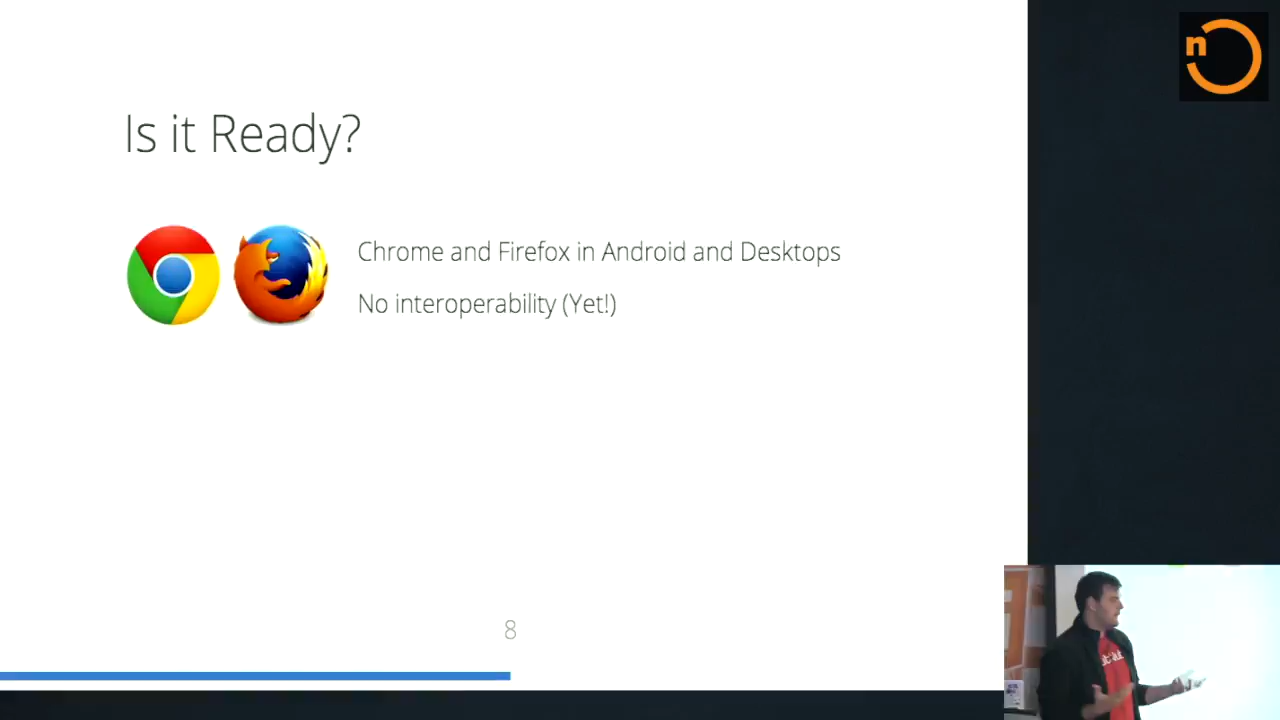 n
Is it Ready?
Chrome and Firefox in Android and Desktops
No interoperability (Yet!)
8